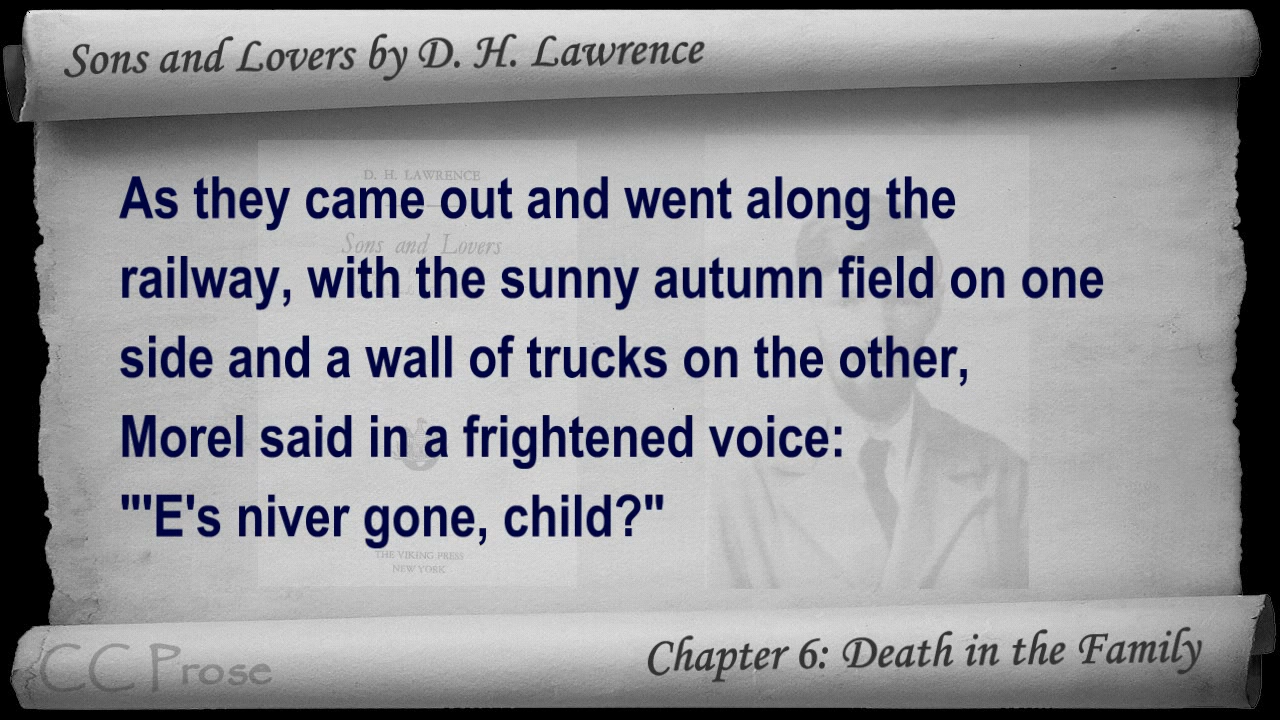 Sons and Lovers by D. H. Lawrence
D. H. LAWRENCE
Sons and Lovers
As they came out and went along the
railway, with the sunny autumn field on one
side and a wall of trucks on the other,
Morel said in a frightened voice:
"'E's niver gone, child?"
THE VIKING PRESS
NEW YORK
CC Prose
Chapter 6: Death in the Family